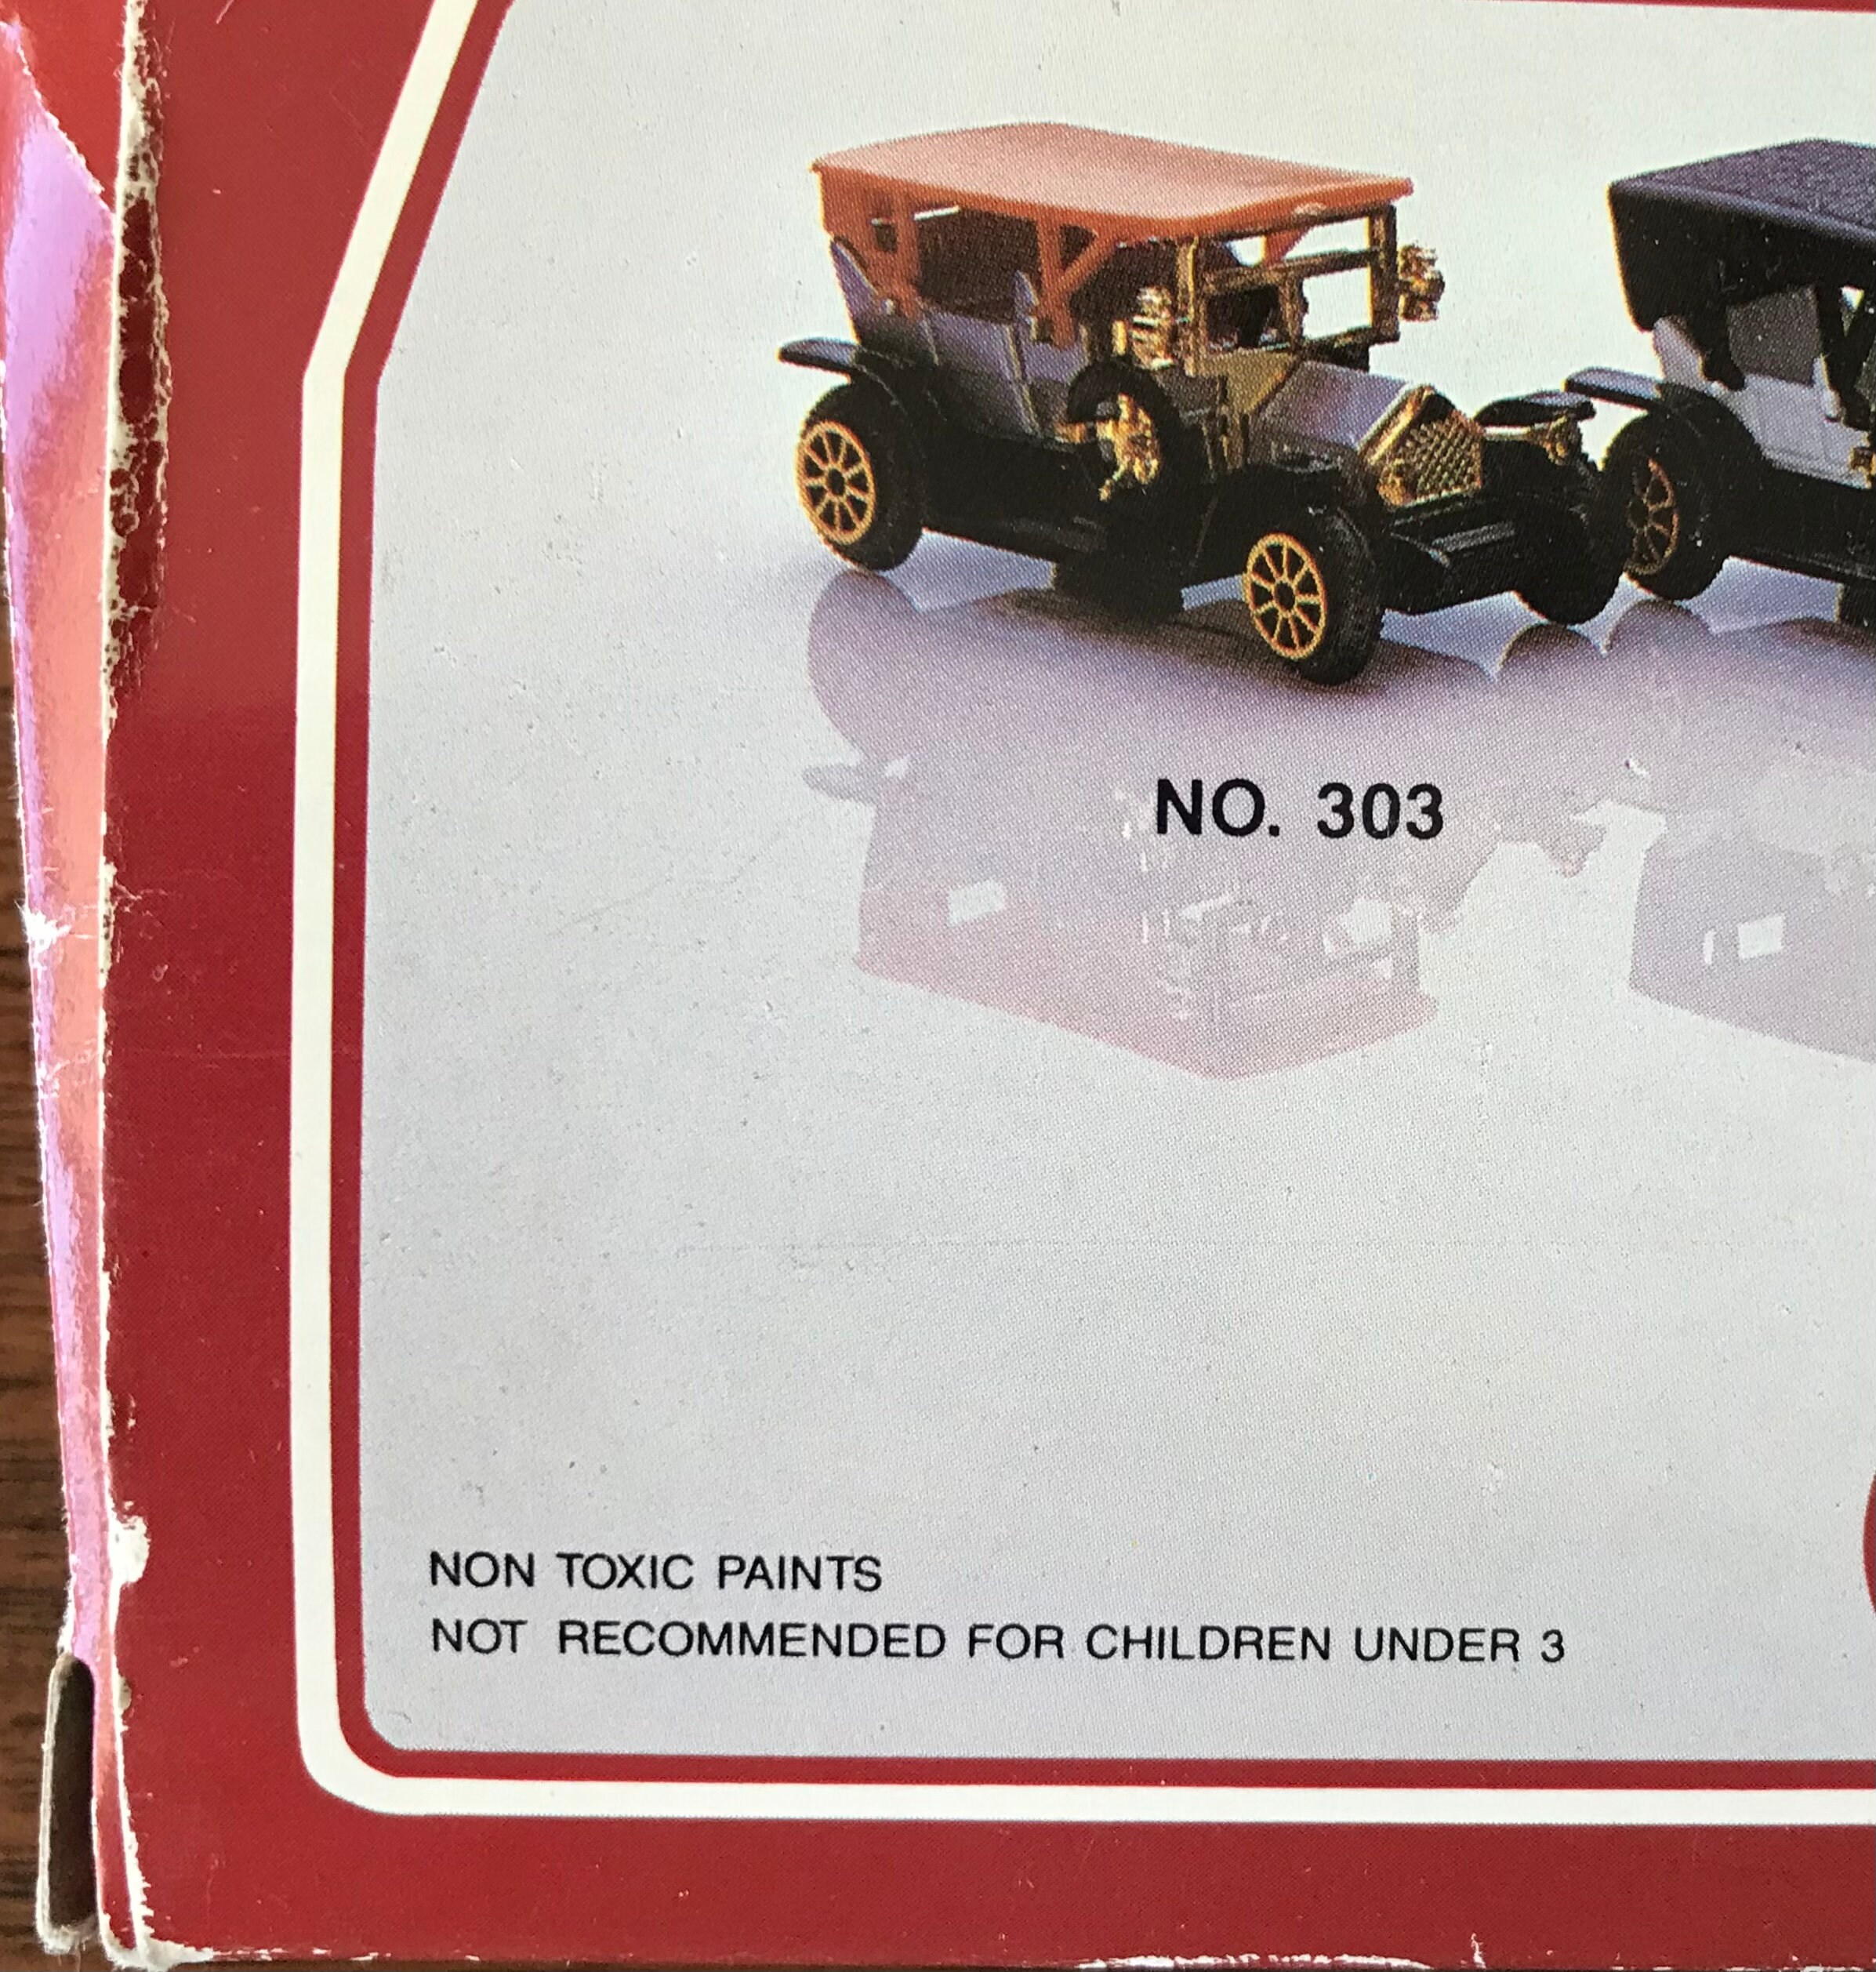 NO. 303
NON TOXIC PAINTS
NOT RECOMMENDED FOR CHILDREN UNDER 3